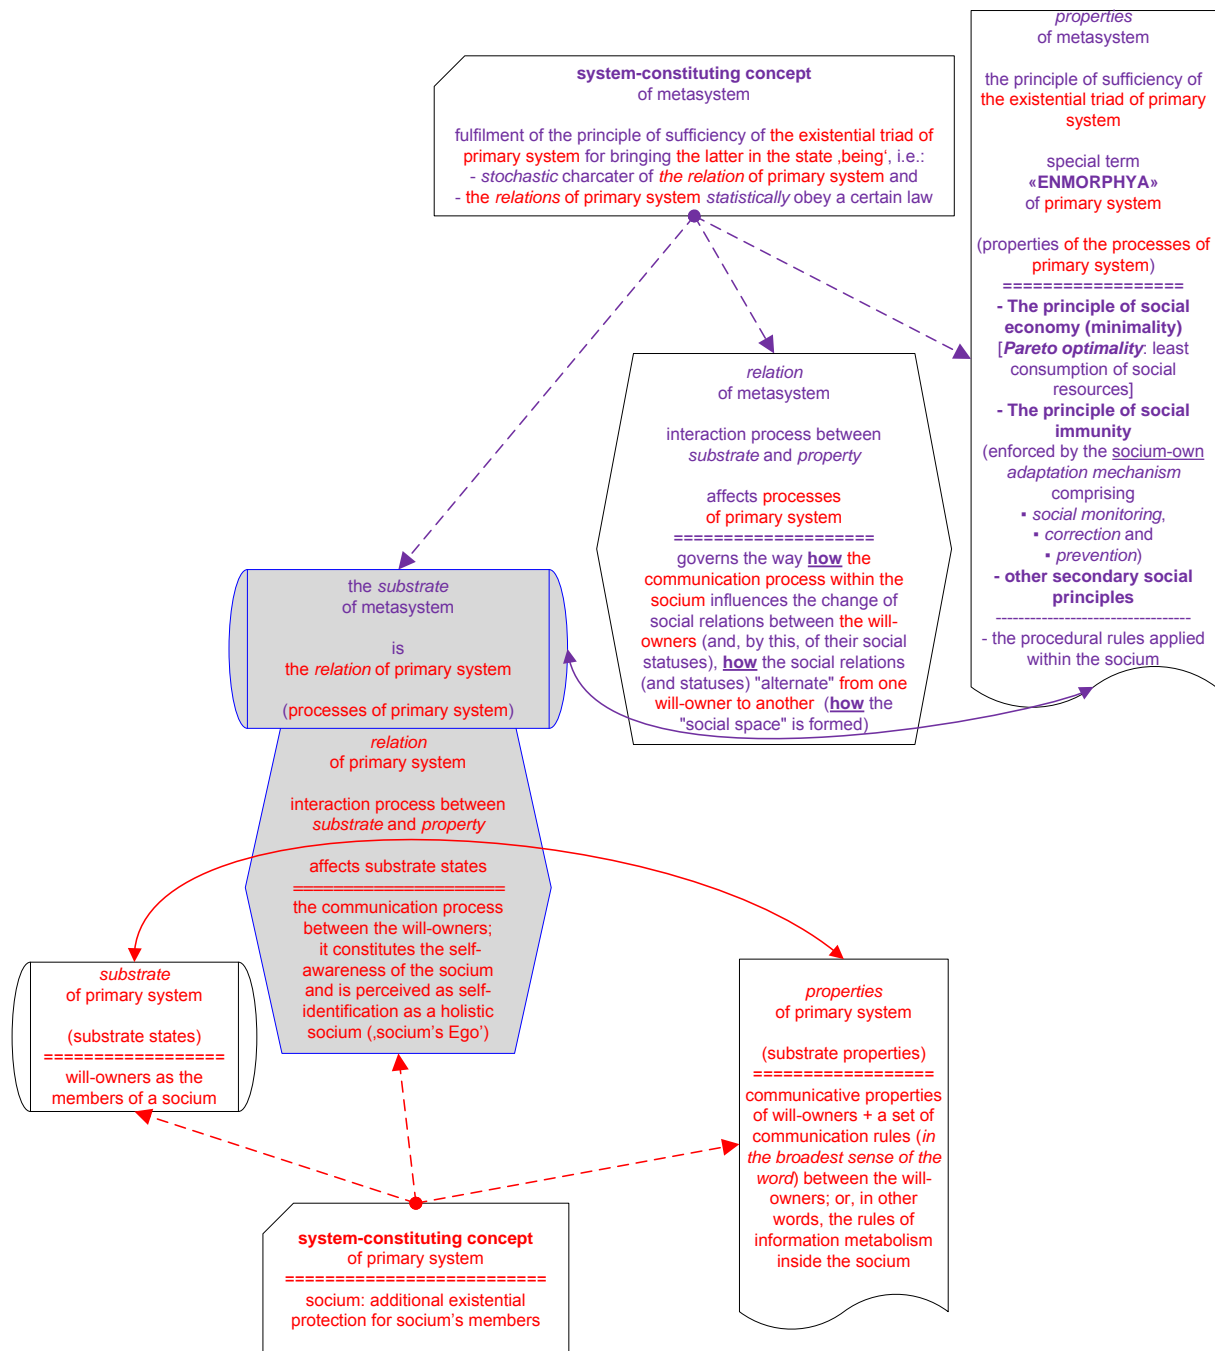 system-constituting concept
of metasystem
fulfilment of the principle of sufficiency of the existential triad of
primary system for bringing the latter in the state ‚being‘, i.e.:
- stochastic charcater of the relation of primary system and
- the relations of primary system statistically obey a certain law
properties
of metasystem
the principle of sufficiency of
the existential triad of primary
system
special term
«ENMORPHYA»
of primary system
(properties of the processes of
primary system)
==================
- The principle of social
economy (minimality)
[Pareto optimality: least
consumption of social
resources]
- The principle of social
immunity
(enforced by the socium-own
adaptation mechanism
comprising
▪ social monitoring,
▪ correction and
▪ prevention)
- other secondary social
principles
---------------------------------
- the procedural rules applied
within the socium
relation
of metasystem
interaction process between
substrate and property
affects processes
of primary system
====================
governs the way how the
communication process within the
socium influences the change of
social relations between the will-
owners (and, by this, of their social
statuses), how the social relations
(and statuses) "alternate" from one
will-owner to another (how the
"social space" is formed)
the substrate
of metasystem
is
the relation of primary system
(processes of primary system)
relation
of primary system
interaction process between
substrate and property
affects substrate states
=====================
the communication process
between the will-owners;
it constitutes the self-
awareness of the socium
and is perceived as self-
identification as a holistic
socium (‚socium’s Ego’)
substrate
of primary system
(substrate states)
==================
will-owners as the
members of a socium
properties
of primary system
(substrate properties)
==================
communicative properties
of will-owners + a set of
communication rules (in
the broadest sense of the
word) between the will-
owners; or, in other
words, the rules of
information metabolism
inside the socium
system-constituting concept
of primary system
==========================
socium: additional existential
protection for socium’s members